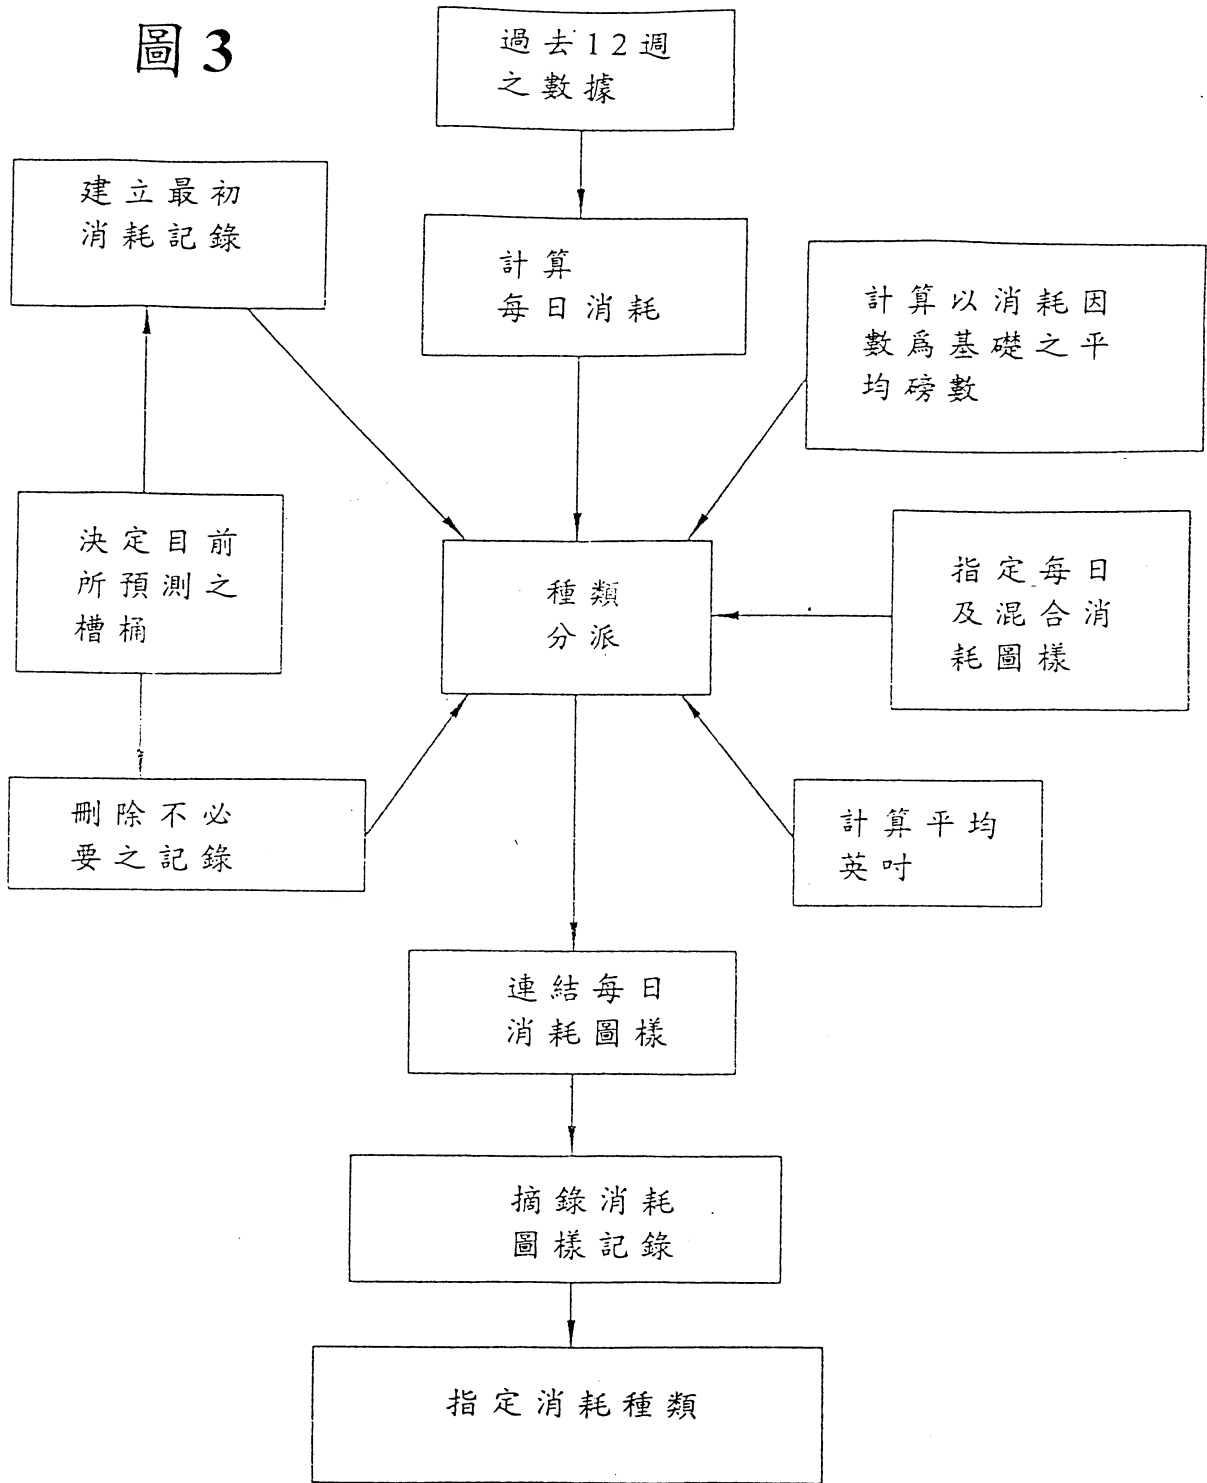 圖 3
過去12週
之數據
建立最初
消耗記錄
計算
每日消耗
計算以消耗因
數爲基礎之平
均磅數
決定目前
所預測之
槽桶
種類
分派
指定每日
及混合消
耗圖樣
刪除不必
要之記錄
計算平均
英吋
連結每日
消耗圖樣
摘錄消耗
圖樣記錄
指定消耗種類